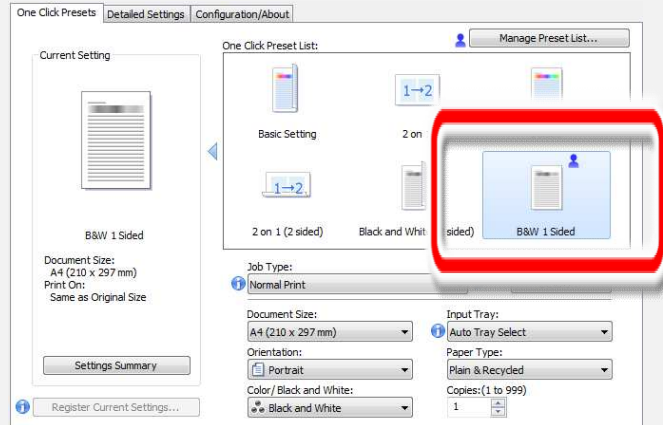 One Click Presets
Detailed Settings
Configuration/About
Current Setting
B&W 1 Sided
Document Size:
A4 (210 x 297 mm)
Print On:
Same as Original Size
Settings Summary
Register Current Settings...
One Click Preset List:
Manage Preset List...
1→2
Basic Setting
2 on
1→2
2 on 1 (2 sided)
Black and Whit
sided)
B&W 1 Sided
Job Type:
Normal Print
Document Size:
A4 (210 x 297 mm)
Orientation:
Portrait
Color/ Black and White:
Black and White
Input Tray:
Auto Tray Select
Paper Type:
Plain & Recycled
Copies:(1 to 999)
1